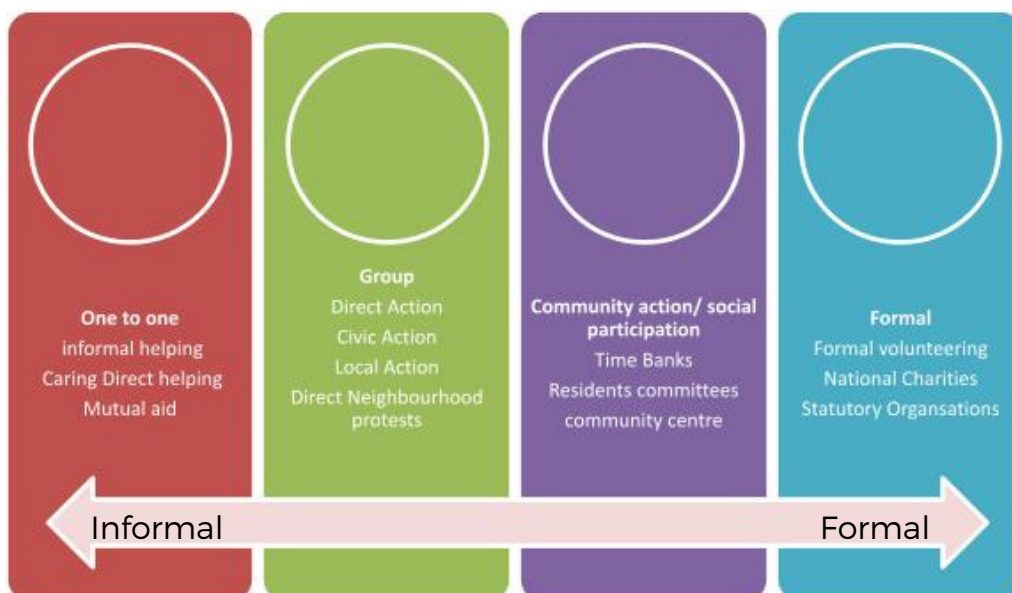 One to one
informal helping
Caring Direct helping
Mutual aid
Group
Direct Action
Civic Action
Local Action
Direct Neighbourhood
protests
Community action/ social
participation
Time Banks
Residents committees
community centre
Formal
Formal volunteering
National Charities
Statutory Organsations
Informal
Formal